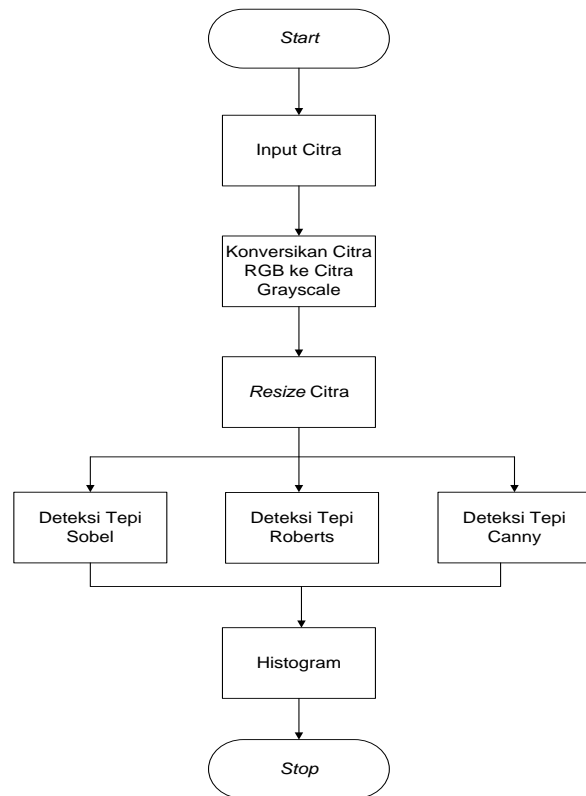 Start
Input Citra
Konversikan Citra
RGB ke Citra
Grayscale
Resize Citra
Deteksi Tepi
Sobel
Deteksi Tepi
Roberts
Deteksi Tepi
Canny
Histogram
Stop